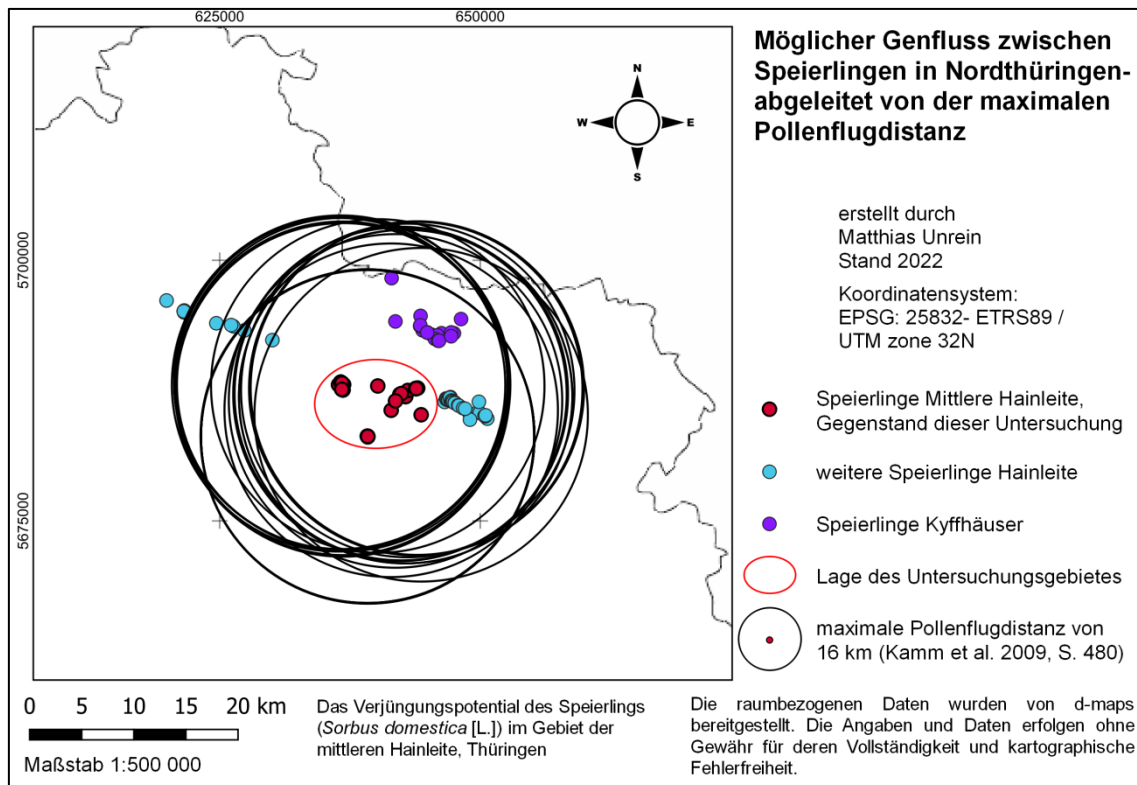 625000
650000
5700000
5675000
N
W
E
S
Möglicher Genfluss zwischen
Speierlingen in Nordthüringen-
abgeleitet von der maximalen
Pollenflugdistanz
erstellt durch
Matthias Unrein
Stand 2022
Koordinatensystem:
EPSG: 25832- ETRS89 /
UTM zone 32N
Speierlinge Mittlere Hainleite,
Gegenstand dieser Untersuchung
weitere Speierlinge Hainleite
Speierlinge Kyffhäuser
Lage des Untersuchungsgebietes
maximale Pollenflugdistanz von
16 km (Kamm et al. 2009, S. 480)
0 5 10 15 20 km
Maßstab 1:500 000
Das Verjüngungspotential des Speierlings
(Sorbus domestica [L.]) im Gebiet der
mittleren Hainleite, Thüringen
Die raumbezogenen Daten wurden von d-maps
bereitgestellt. Die Angaben und Daten erfolgen ohne
Gewähr für deren Vollständigkeit und kartographische
Fehlerfreiheit.